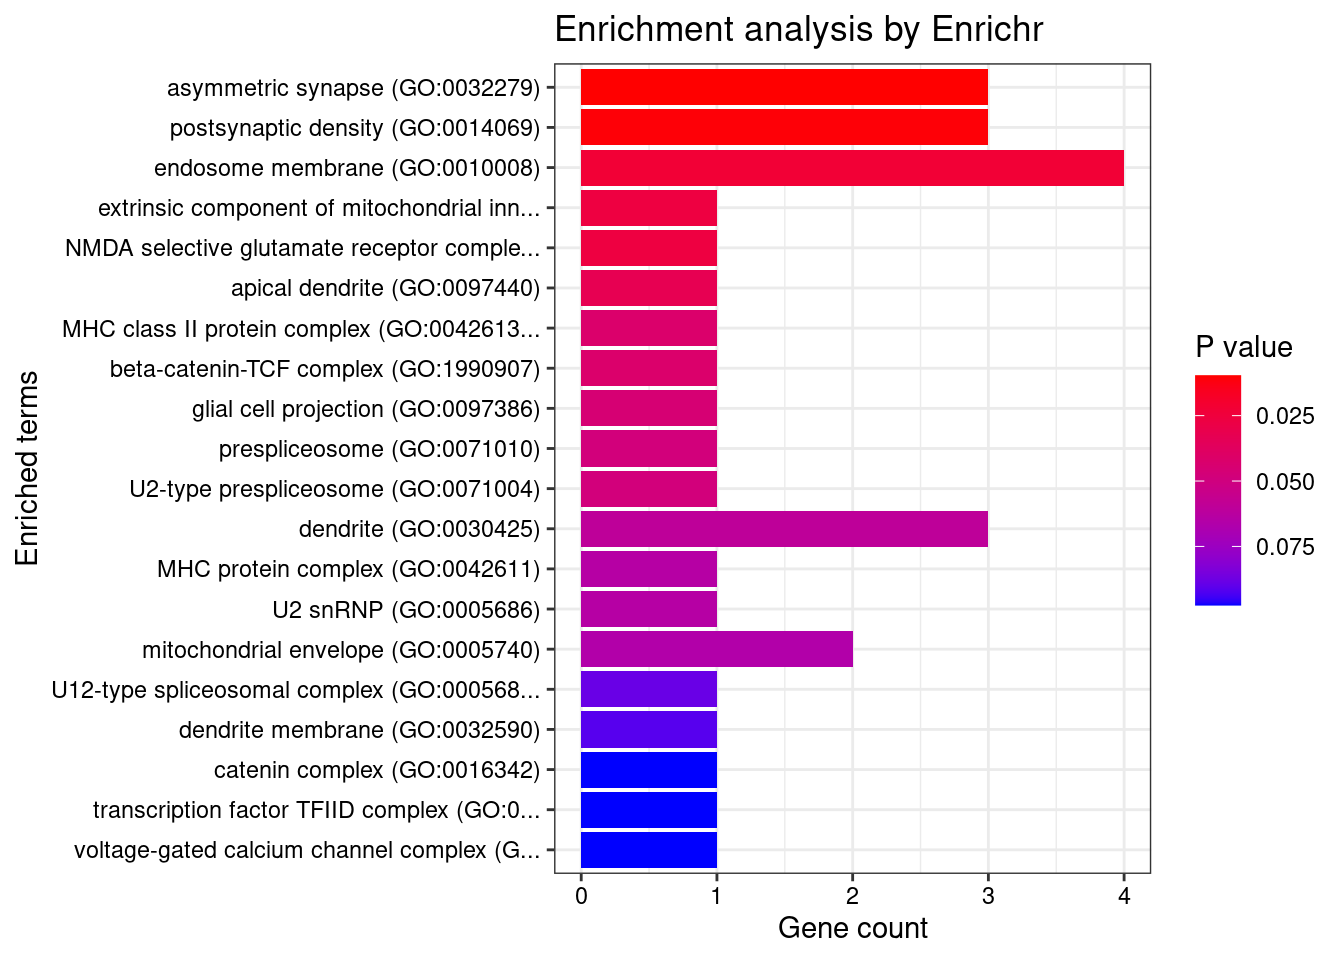 Enrichment analysis by Enrichr
asymmetric synapse (GO:0032279)
postsynaptic density (GO:0014069)
endosome membrane (GO:0010008)
extrinsic component of mitochondrial inn...
NMDA selective glutamate receptor comple...
apical dendrite (GO:0097440)
MHC class II protein complex (GO:0042613...
beta-catenin-TCF complex (GO:1990907)
glial cell projection (GO:0097386)
prespliceosome (GO:0071010)
U2-type prespliceosome (GO:0071004)
dendrite (GO:0030425)
MHC protein complex (GO:0042611)
U2 snRNP (GO:0005686)
mitochondrial envelope (GO:0005740)
U12-type spliceosomal complex (GO:000568...
dendrite membrane (GO:0032590)
catenin complex (GO:0016342)
transcription factor TFIID complex (GO:0...
voltage-gated calcium channel complex (G...
Enriched terms
0 1 2 3 4
Gene count
P value
0.025
0.050
0.075